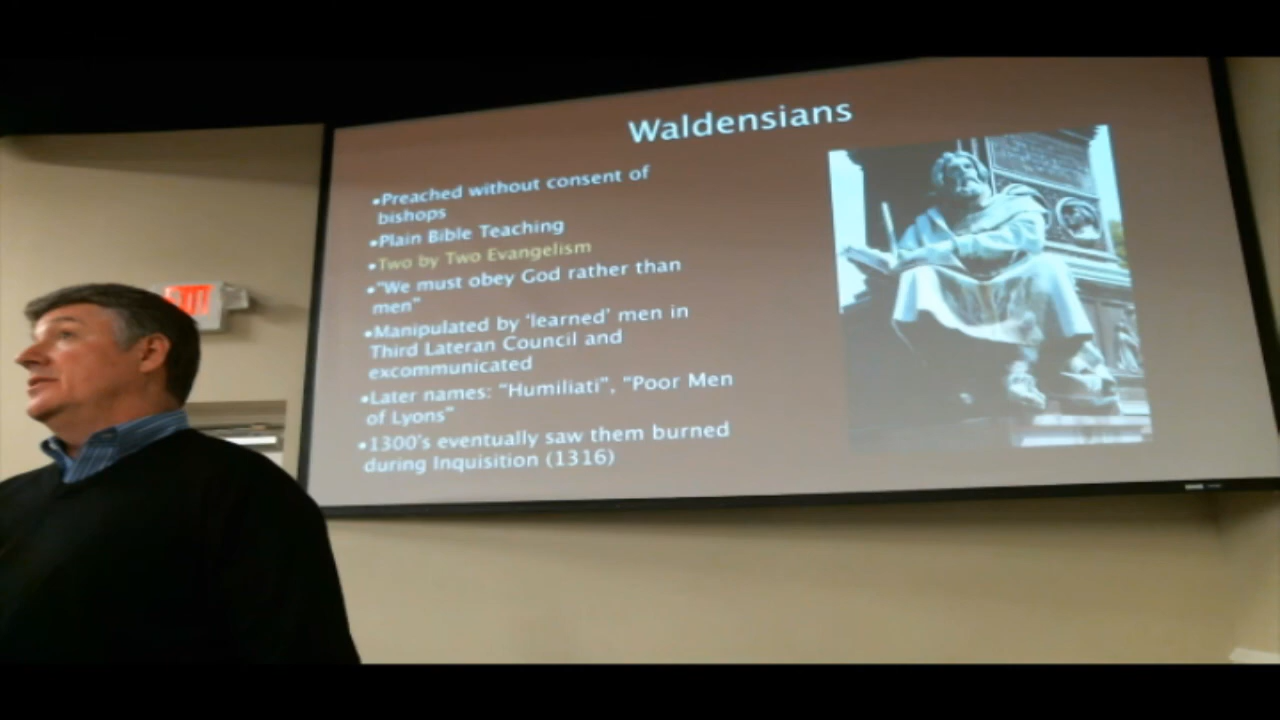 Waldensians
•Preached without consent of
bishops
•Plain Bible Teaching
•Two by Two Evangelism
•"We must obey God rather than
men"
•Manipulated by 'learned' men in
Third Lateran Council and
excommunicated
•Later names: "Humiliati", "Poor Men
of Lyons"
•1300's eventually saw them burned
during Inquisition (1316)